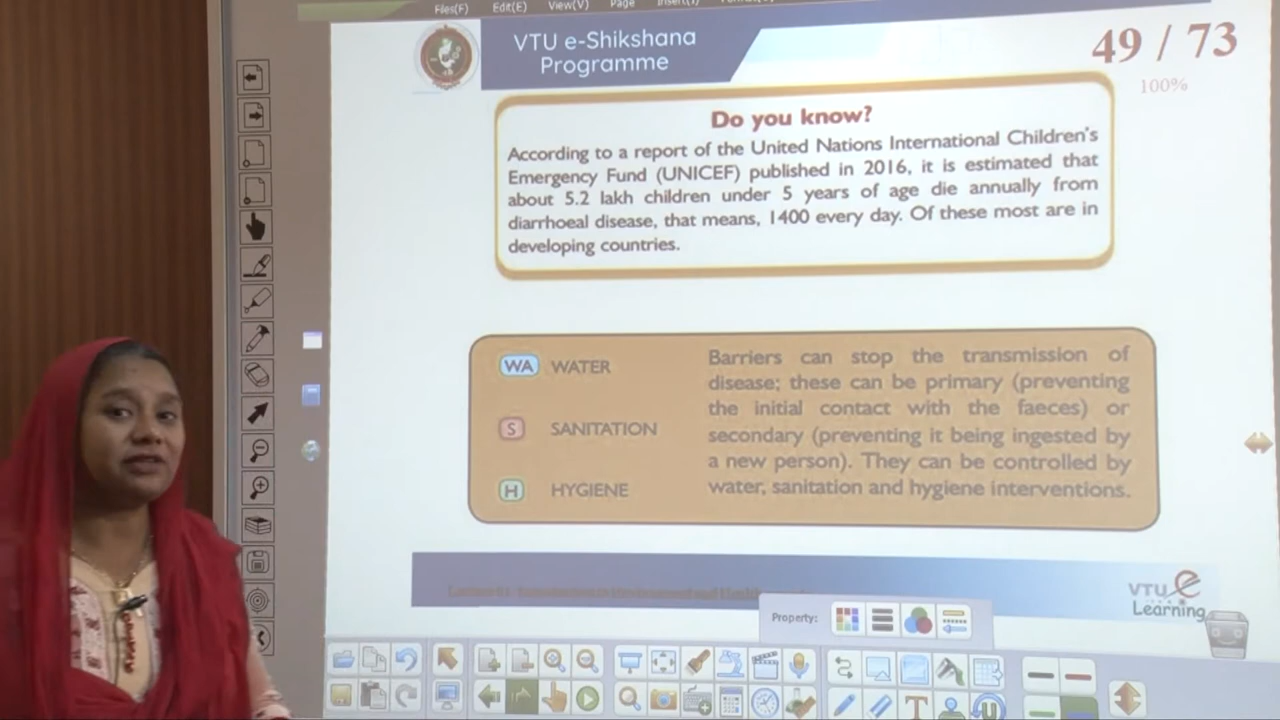 Files(F) Edit(E) View(V) Page
VTU e-Shikshana
Programme
49 / 73
100%
Do you know?
According to a report of the United Nations International Children's
Emergency Fund (UNICEF) published in 2016, it is estimated that
about 5.2 lakh children under 5 years of age die annually from
diarrhoeal disease, that means, 1400 every day. Of these most are in
developing countries.
WA WATER
S SANITATION
H HYGIENE
Barriers can stop the transmission of
disease; these can be primary (preventing
the initial contact with the faeces) or
secondary (preventing it being ingested by
a new person). They can be controlled by
water, sanitation and hygiene interventions.
VTU e
Learning
Property: